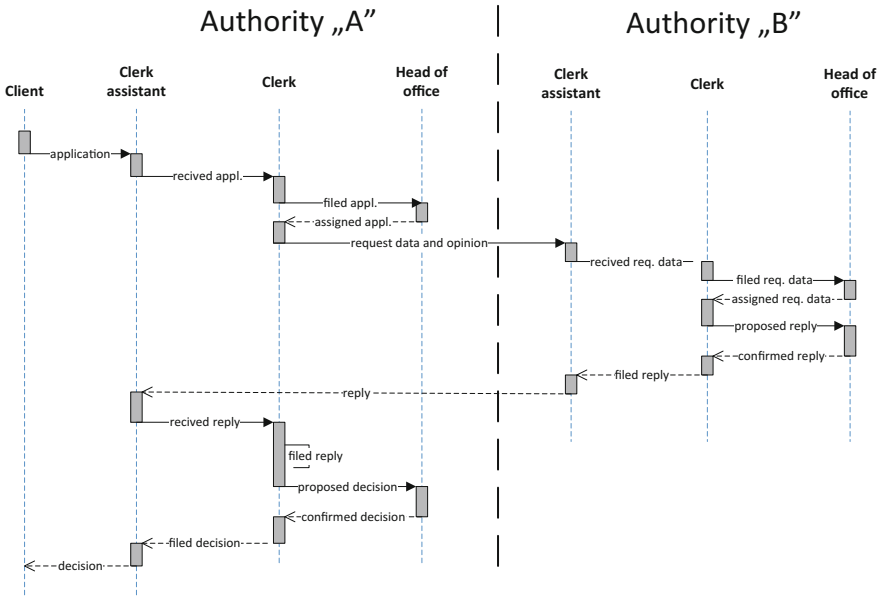 Authority „A”
Authority „B”
Client
Clerk
assistant
Clerk
Head of
office
Clerk
assistant
Clerk
Head of
office
application
recived appl.
filed appl.
assigned appl.
request data and opinion
recived req. data
filed req. data
assigned req. data
proposed reply
confirmed reply
filed reply
reply
recived reply
filed reply
proposed decision
confirmed decision
filed decision
decision